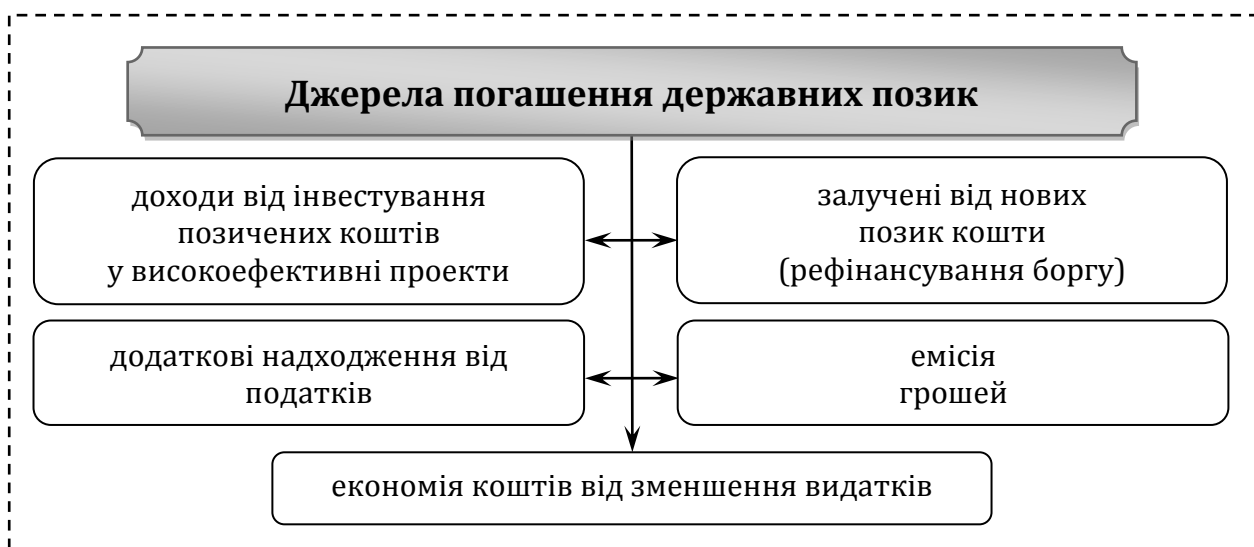 Джерела погашення державних позик
доходи від інвестування
позичених коштів
у високоефективні проекти
залучені від нових
позик кошти
(рефінансування боргу)
додаткові надходження від
податків
емісія
грошей
економія коштів від зменшення видатків